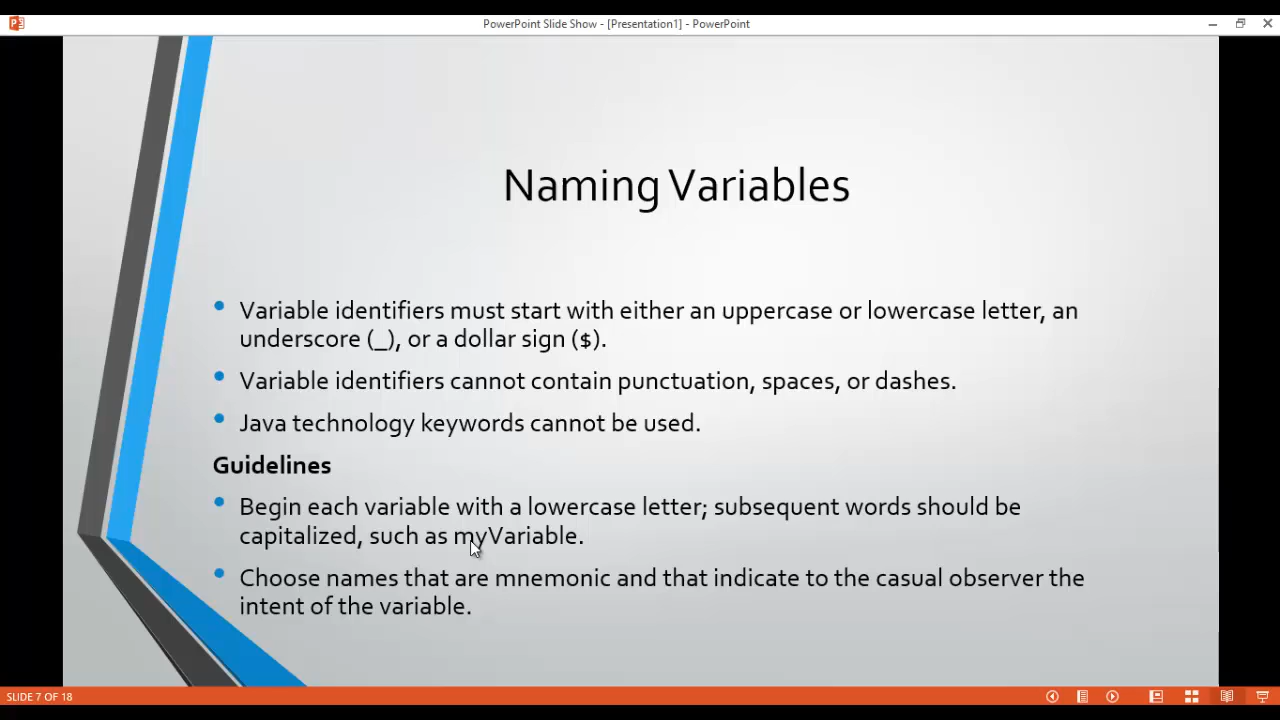 PowerPoint Slide Show - [Presentation1] - PowerPoint
Naming Variables
• Variable identifiers must start with either an uppercase or lowercase letter, an
underscore (_), or a dollar sign ($).
• Variable identifiers cannot contain punctuation, spaces, or dashes.
• Java technology keywords cannot be used.
Guidelines
• Begin each variable with a lowercase letter; subsequent words should be
capitalized, such as myVariable.
• Choose names that are mnemonic and that indicate to the casual observer the
intent of the variable.
SLIDE 7 OF 18